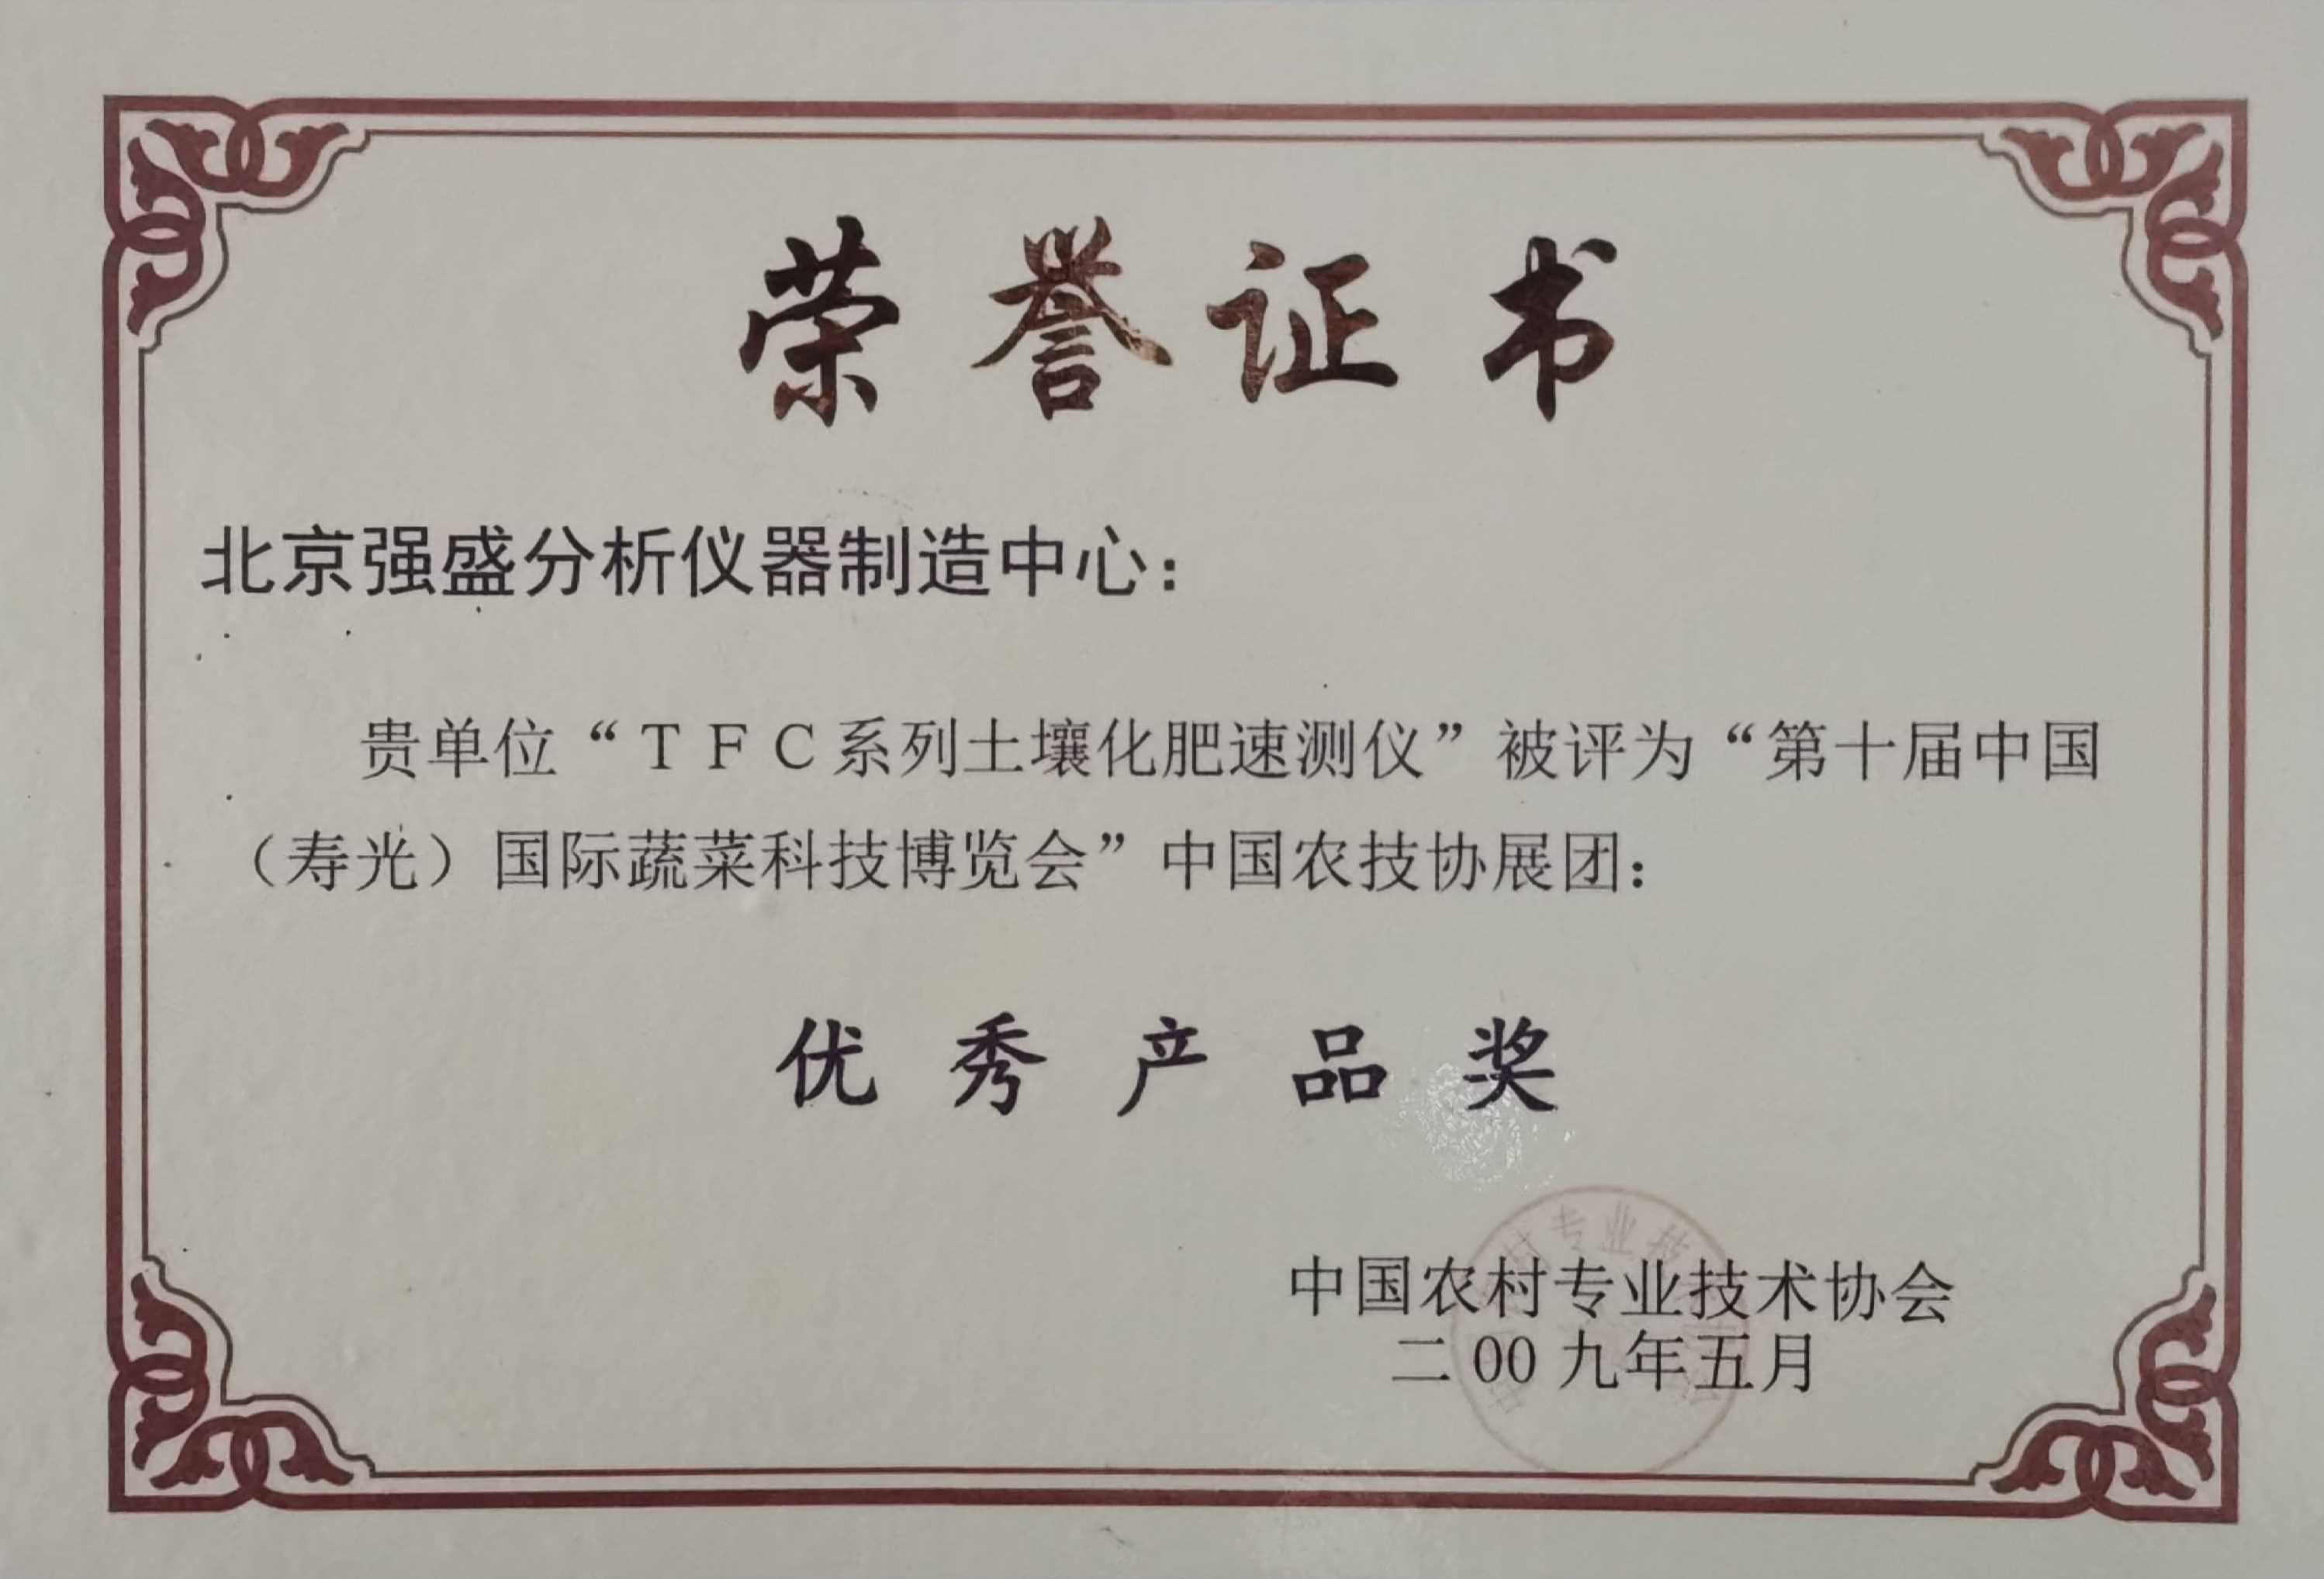 荣誉证书
北京强盛分析仪器制造中心：
贵单位“TFC系列土壤化肥速测仪”被评为“第十届中国
（寿光）国际蔬菜科技博览会”中国农技协展团：
优秀产品奖
村专业技
中国农村专业技术协会
二00九年五月